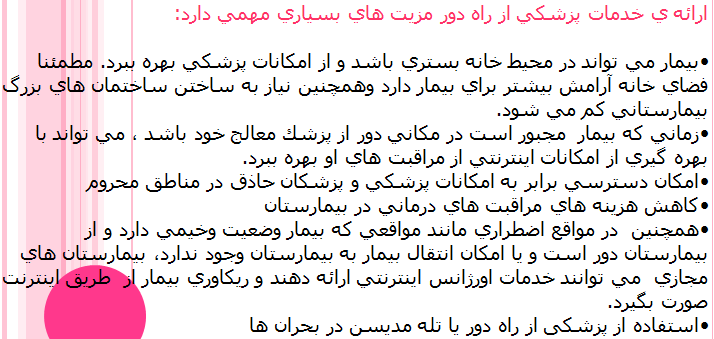 ارائه ي خدمات پزشكي از راه دور مزيت هاي بسياري مهمي دارد:
•بيمار مي تواند در محيط خانه بستري باشد و از امكانات پزشكي بهره ببرد. مطمئنا
فضاي خانه آرامش بيشتر براي بيمار دارد وهمچنين نياز به ساختن ساختمان هاي بزرگ
بيمارستاني كم مي شود.
•زماني كه بيمار مجبور است در مكاني دور از پزشك معالج خود باشد ، مي تواند با
بهره گيري از امكانات اينترنتي از مراقبت هاي او بهره ببرد.
•امكان دسترسي برابر به امكانات پزشكي و پزشكان حاذق در مناطق محروم
•كاهش هزينه هاي مراقبت هاي درماني در بيمارستان
•همچنين در مواقع اضطراري مانند مواقعي كه بيمار وضعيت وخيمي دارد و از
بيمارستان دور است و يا امكان انتقال بيمار به بيمارستان وجود ندارد، بيمارستان هاي
مجازي مي توانند خدمات اورژانس اينترنتي ارائه دهند و ريكاوري بيمار از طريق اينترنت
صورت بگيرد.
•استفاده از پزشكي از راه دور يا تله مديسن در بحران ها